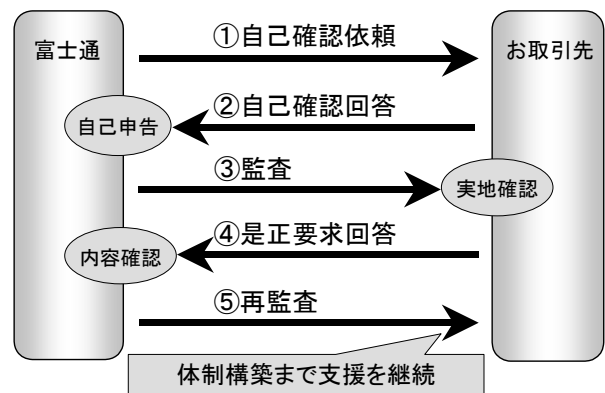 富士通
お取引先
①自己確認依頼
②自己確認回答
自己申告
③監査
実地確認
④是正要求回答
内容確認
⑤再監査
体制構築まで支援を継続